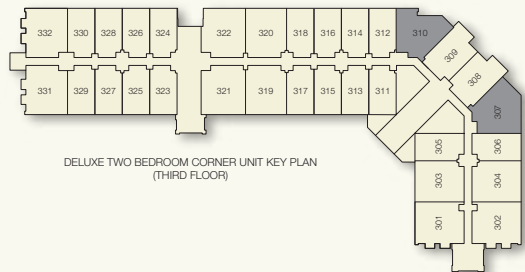 332 330 328 326 324 322 320 318 316 314 312 310
309
308
331 329 327 325 323 321 319 317 315 313 311
307
305 306
303 304
301 302
DELUXE TWO BEDROOM CORNER UNIT KEY PLAN
(THIRD FLOOR)